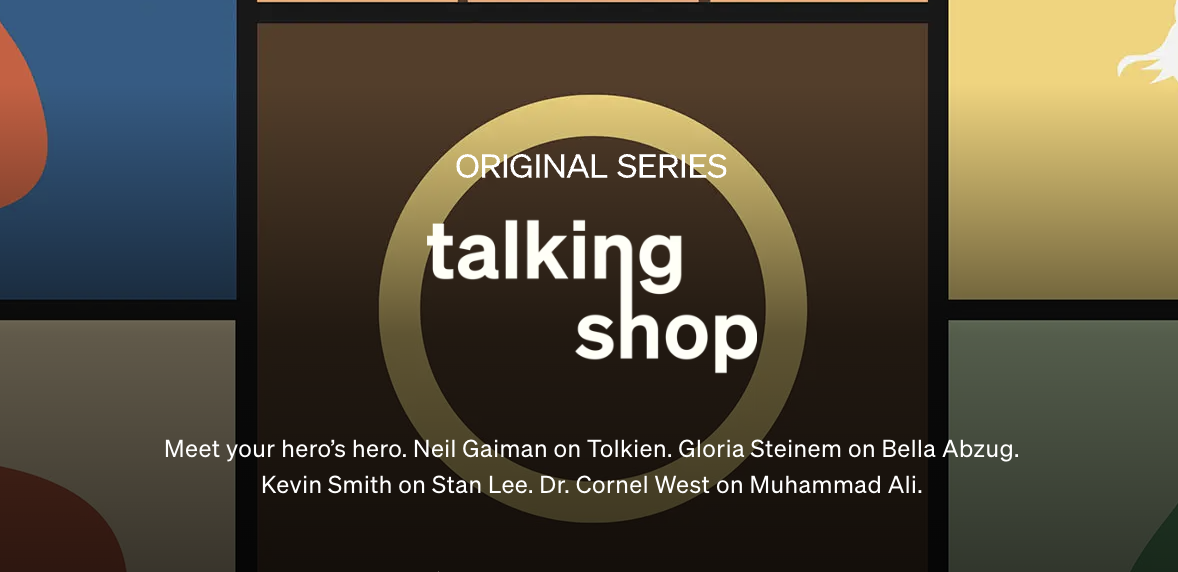 ORIGINAL SERIES
talking
shop
Meet your hero’s hero. Neil Gaiman on Tolkien. Gloria Steinem on Bella Abzug.
Kevin Smith on Stan Lee. Dr. Cornel West on Muhammad Ali.